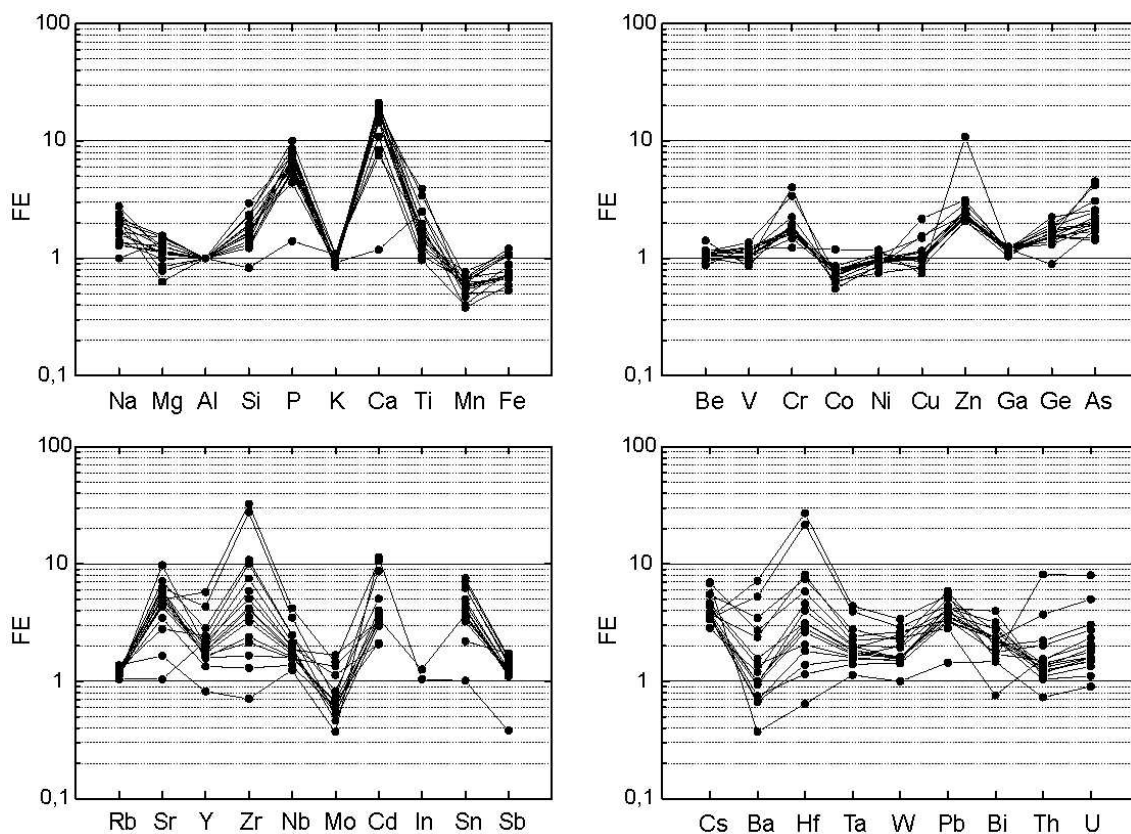 100
10
1
0,1
FE
Na Mg Al Si P K Ca Ti Mn Fe
100
10
1
0,1
FE
Be V Cr Co Ni Cu Zn Ga Ge As
100
10
1
0,1
FE
Rb Sr Y Zr Nb Mo Cd In Sn Sb
100
10
1
0,1
FE
Cs Ba Hf Ta W Pb Bi Th U